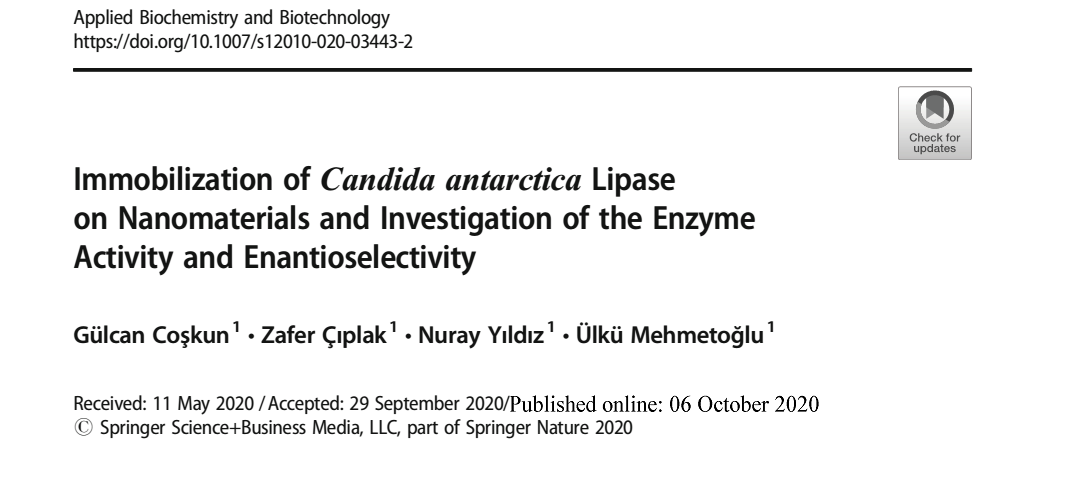 Applied Biochemistry and Biotechnology
https://doi.org/10.1007/s12010-020-03443-2
Check for
updates
Immobilization of Candida antarctica Lipase
on Nanomaterials and Investigation of the Enzyme
Activity and Enantioselectivity
Gülcan Coşkun1 • Zafer Çıplak1 • Nuray Yıldız1 • Ülkü Mehmetoğlu1
Received: 11 May 2020 / Accepted: 29 September 2020/Published online: 06 October 2020
© Springer Science+Business Media, LLC, part of Springer Nature 2020